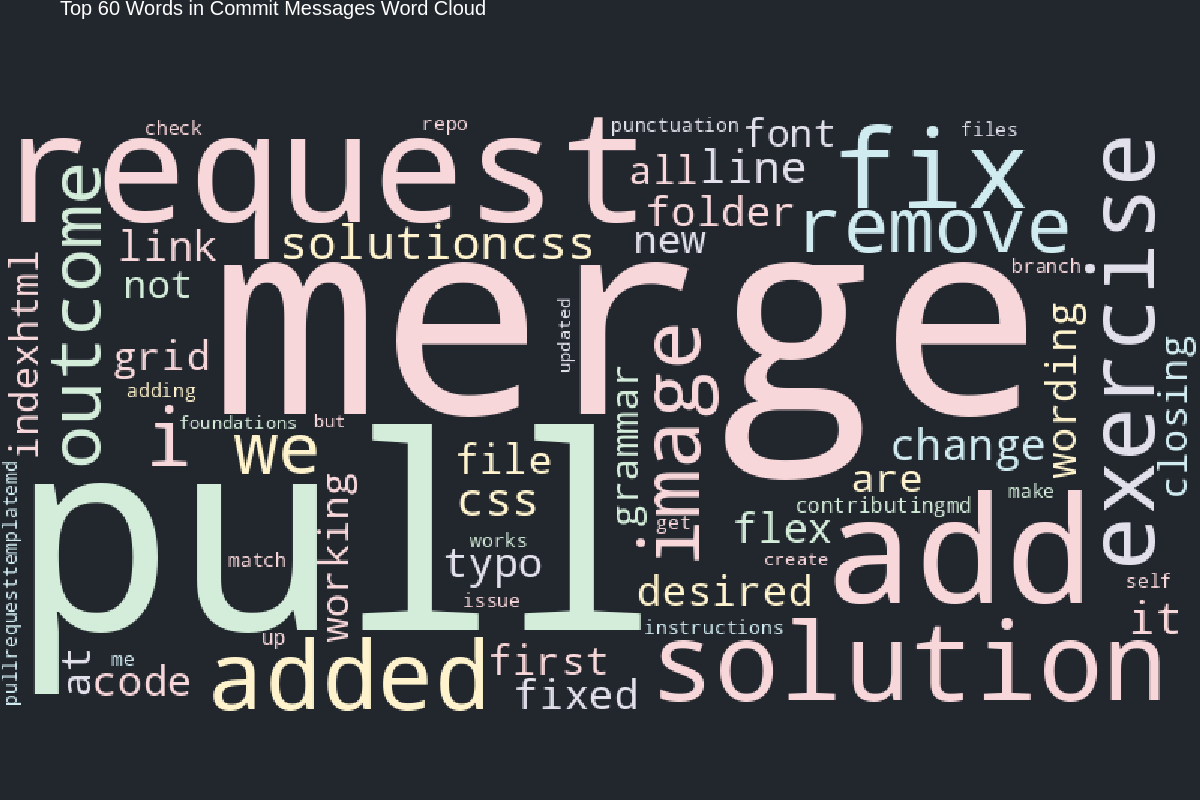 Top 60 Words in Commit Messages Word Cloud
check
repo
punctuation
font
files
request
fix
all
line
folder
remove
new
exercise
outcome
link
solutioncss
not
merge
branch
indexhtml
updated
image
wording
closing
grid
adding
grammar
i
foundations
but
we
file
css
change
are
contributingmd
make
pull
pullrequesttemplatemd
working
get
flex
add
works
typo
match
create
issue
desired
self
it
instructions
up
at
me
code
added
first
fixed
solution